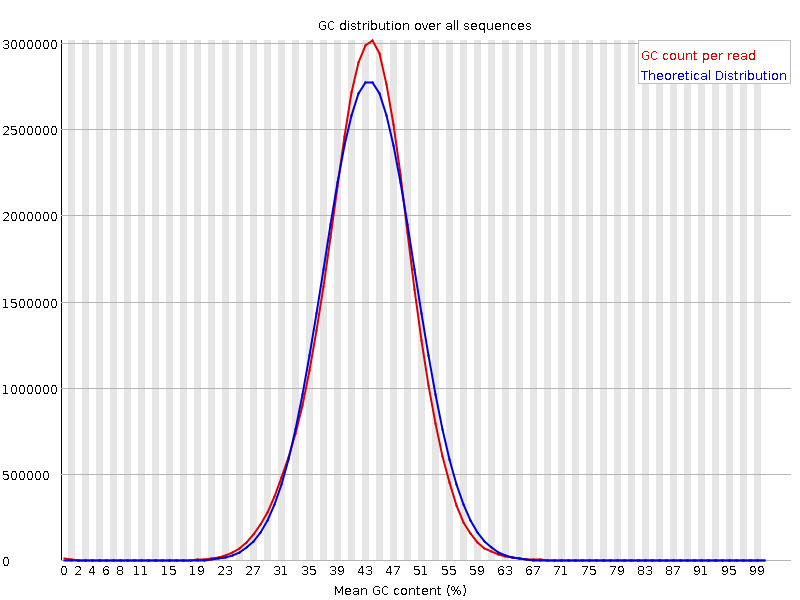 GC distribution over all sequences
GC count per read
Theoretical Distribution
3000000
2500000
2000000
1500000
1000000
500000
0
0 2 4 6 8 11 15 19 23 27 31 35 39 43 47 51 55 59 63 67 71 75 79 83 87 91 95 99
Mean GC content (%)